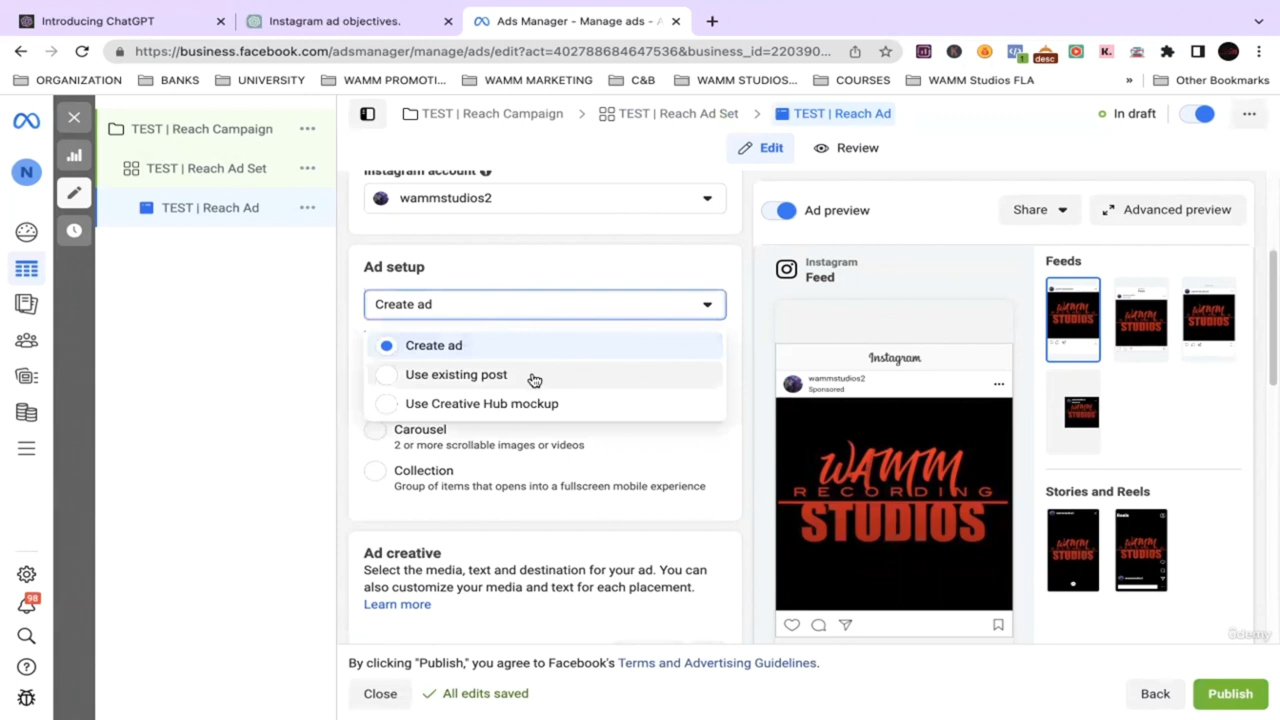 Introducing ChatGPT
Instagram ad objectives.
Ads Manager - Manage ads - A
https://business.facebook.com/adsmanager/manage/ads/edit?act=402788684647536&business_id=220390...
1
desc
K.
ORGANIZATION
BANKS
UNIVERSITY
WAMM PROMOTI...
WAMM MARKETING
C&B
WAMM STUDIOS...
COURSES
WAMM Studios FLA
»
Other Bookmarks
N
98
TEST | Reach Campaign
TEST | Reach Ad Set
TEST | Reach Ad
TEST | Reach Campaign
TEST | Reach Ad Set
TEST | Reach Ad
In draft
Edit
Review
Instagram account
wammstudios2
Ad setup
Create ad
Create ad
Use existing post
Use Creative Hub mockup
Carousel
2 or more scrollable images or videos
Collection
Group of items that opens into a fullscreen mobile experience
Ad creative
Select the media, text and destination for your ad. You can
also customize your media and text for each placement.
Learn more
Ad preview
Share
Advanced preview
Instagram
Feed
Instagram
wammstudios2
Sponsored
WAMM
RECORDING
STUDIOS
Feeds
Stories and Reels
By clicking "Publish," you agree to Facebook's Terms and Advertising Guidelines.
Close
All edits saved
Back
Publish
ûdemy